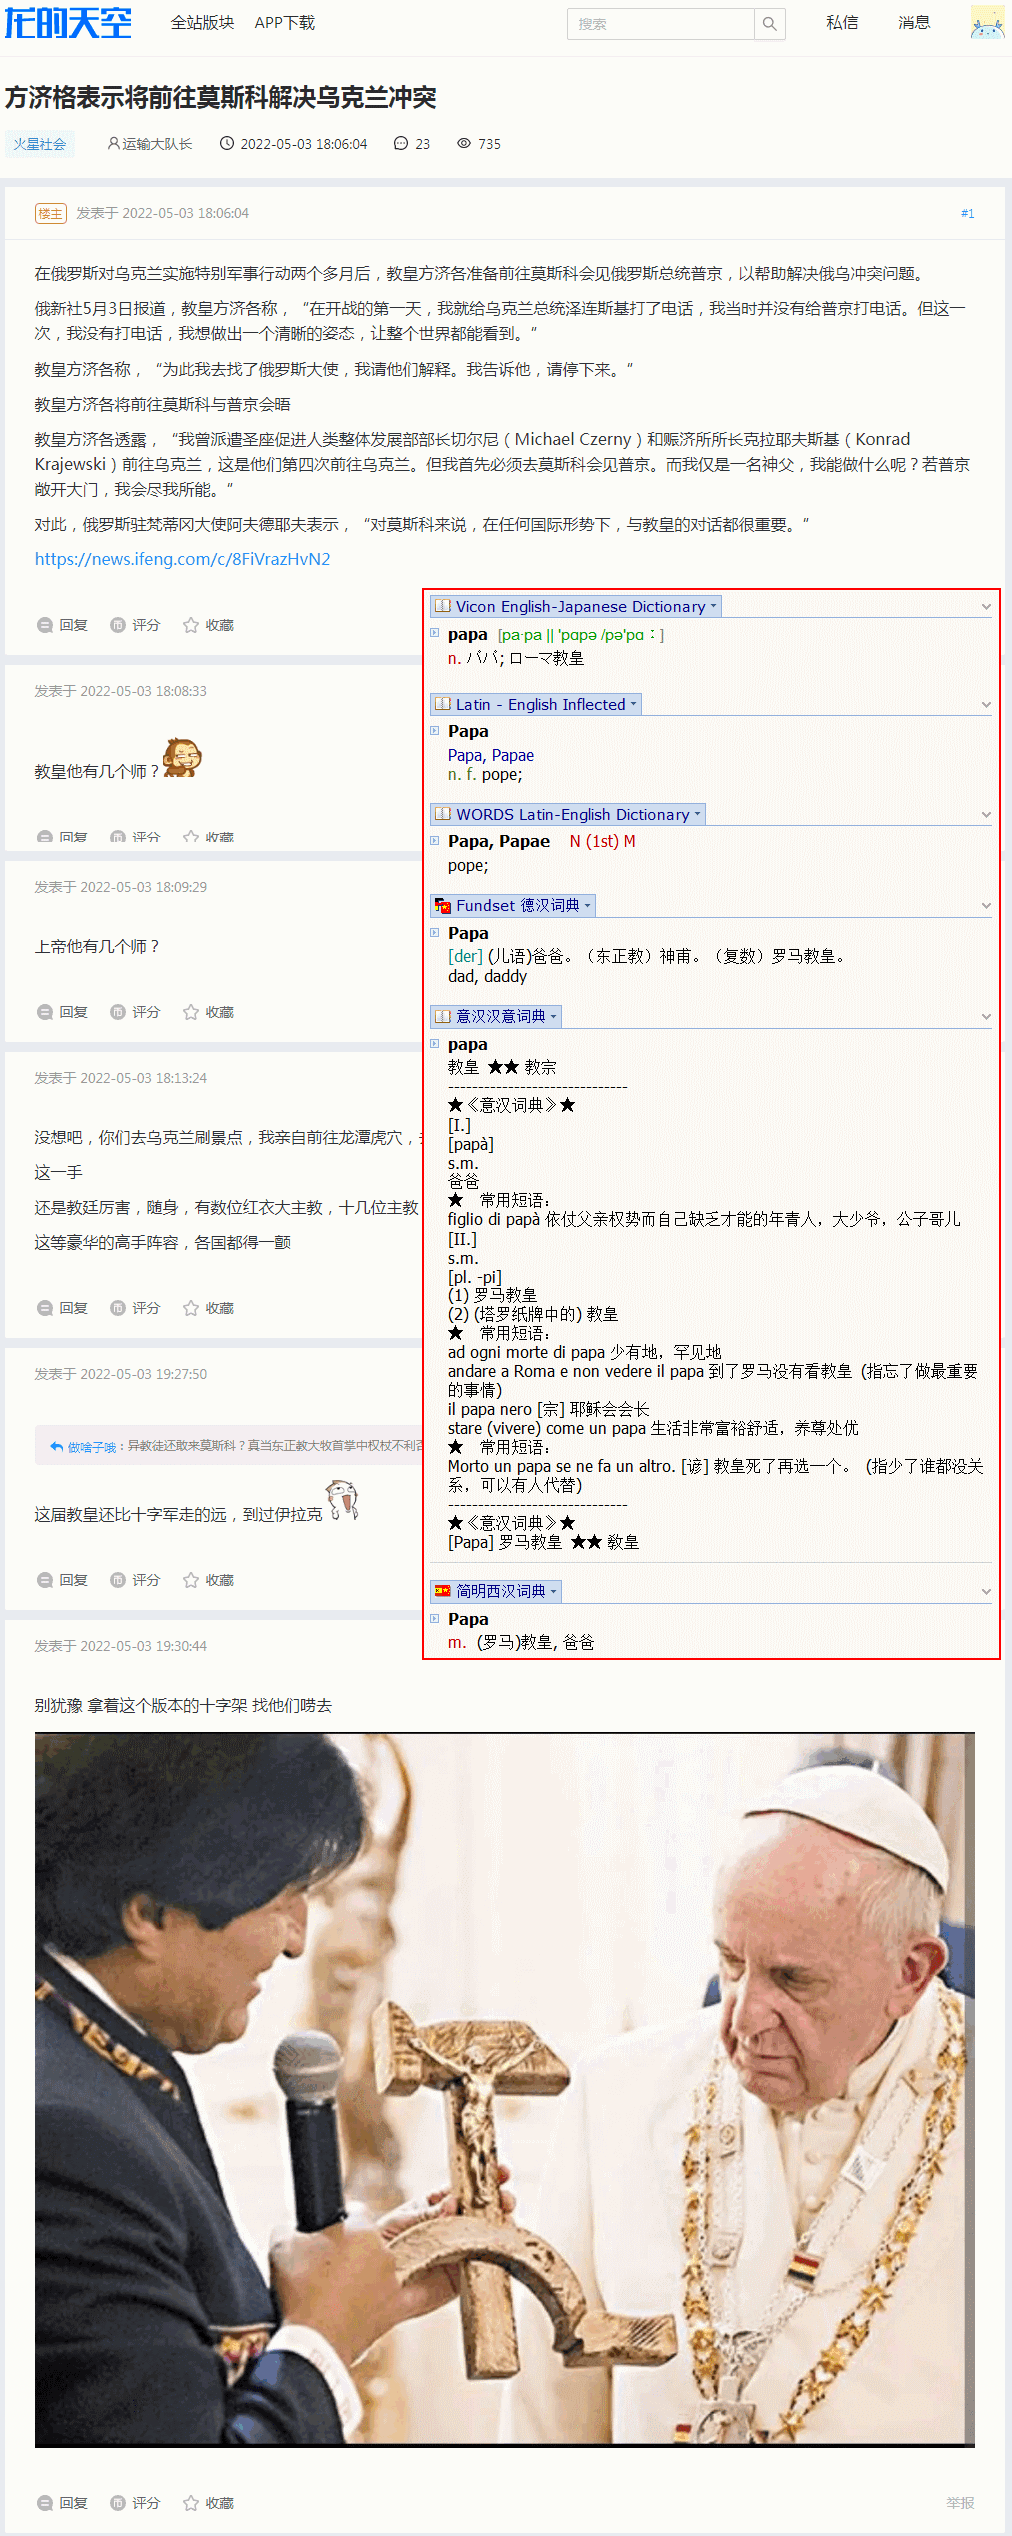 龙的天空
全站版块 APP下载
搜索
私信 消息
方济格表示将前往莫斯科解决乌克兰冲突
火星社会 运输大队长 2022-05-03 18:06:04 23 735
楼主 发表于 2022-05-03 18:06:04 #1
在俄罗斯对乌克兰实施特别军事行动两个多月后，教皇方济各准备前往莫斯科会见俄罗斯总统普京，以帮助解决俄乌冲突问题。
俄新社5月3日报道，教皇方济各称，“在开战的第一天，我就给乌克兰总统泽连斯基打了电话，我当时并没有给普京打电话。但这一
次，我没有打电话，我想做出一个清晰的姿态，让整个世界都能看到。”
教皇方济各称，“为此我去找了俄罗斯大使，我请他们解释。我告诉他，请停下来。”
教皇方济各将前往莫斯科与普京会晤
教皇方济各透露，“我曾派遣圣座促进人类整体发展部部长切尔尼（Michael Czerny）和赈济所所长克拉耶夫斯基（Konrad
Krajewski）前往乌克兰，这是他们第四次前往乌克兰。但我首先必须去莫斯科会见普京。而我仅是一名神父，我能做什么呢？若普京
敞开大门，我会尽我所能。”
对此，俄罗斯驻梵蒂冈大使阿夫德耶夫表示，“对莫斯科来说，在任何国际形势下，与教皇的对话都很重要。”
https://news.ifeng.com/c/8FiVrazHvN2
回复 评分 收藏
发表于 2022-05-03 18:08:33
教皇他有几个师？
回复 评分 收藏
发表于 2022-05-03 18:09:29
上帝他有几个师？
回复 评分 收藏
发表于 2022-05-03 18:13:24
没想吧，你们去乌克兰刷景点，我亲自前往龙潭虎穴，
这一手
还是教廷厉害，随身，有数位红衣大主教，十几位主教
这等豪华的高手阵容，各国都得一颤
回复 评分 收藏
发表于 2022-05-03 19:27:50
做啥子哦：异教徒还敢来莫斯科？真当东正教大牧首掌中权杖不利否
这届教皇还比十字军走的远，到过伊拉克
回复 评分 收藏
Vicon English-Japanese Dictionary
papa [pa·pa || 'pɑpə /pə'pɑː]
n. パパ; ローマ教皇
Latin - English Inflected
Papa
Papa, Papae
n. f. pope;
WORDS Latin-English Dictionary
Papa, Papae N (1st) M
pope;
Fundset 德汉词典
Papa
[der] (儿语)爸爸。（东正教）神甫。（复数）罗马教皇。
dad, daddy
意汉汉意词典
papa
教皇 ★★ 教宗
------------------------------
★《意汉词典》★
[I.]
[papà]
s.m.
爸爸
★ 常用短语：
figlio di papà 依仗父亲权势而自己缺乏才能的年青人，大少爷，公子哥儿
[II.]
s.m.
[pl. -pi]
(1) 罗马教皇
(2) (塔罗纸牌中的) 教皇
★ 常用短语：
ad ogni morte di papa 少有地，罕见地
andare a Roma e non vedere il papa 到了罗马没有看教皇 (指忘了做最重要
的事情)
il papa nero [宗] 耶稣会会长
stare (vivere) come un papa 生活非常富裕舒适，养尊处优
★ 常用短语：
Morto un papa se ne fa un altro. [谚] 教皇死了再选一个。 (指少了谁都没关
系，可以有人代替)
------------------------------
★《意汉词典》★
[Papa] 罗马教皇 ★★ 教皇
简明西汉词典
Papa
m. (罗马)教皇, 爸爸
发表于 2022-05-03 19:30:44
别犹豫 拿着这个版本的十字架 找他们唠去
回复 评分 收藏 举报